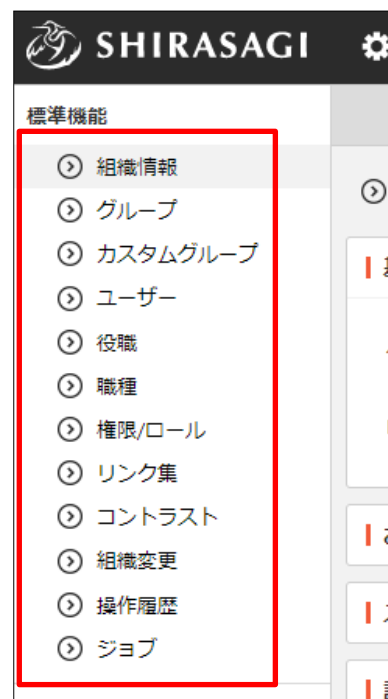 SHIRASAGI
標準機能
組織情報
グループ
カスタムグループ
ユーザー
役職
職種
権限/ロール
リンク集
コントラスト
組織変更
操作履歴
ジョブ